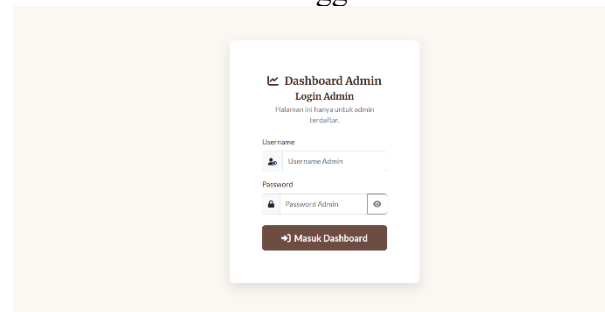 Dashboard Admin
Login Admin
Halaman ini hanya untuk admin
terdaftar.
Username
Username Admin
Password
Password Admin
Masuk Dashboard